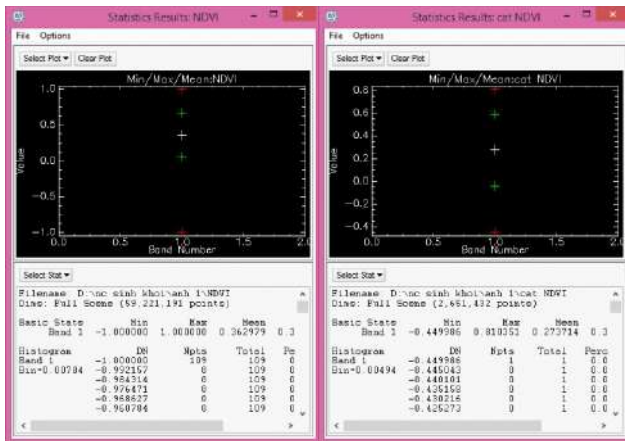 Statistics Results: NDVI
File Options
Select Plot Clear Plot
Min/Max/Mean:NDVI
1.0
0.5
0.0
-0.5
-1.0
Value
0.0 0.5 1.0 1.5 2.0
Band Number
Select Stat
Filename D:\nc sinh khoi\anh 1\NDVI
Dims: Full Scene (59,221,191 points)
Basic Stats Min Max Mean
Band 1 -1.000000 1.000000 0.362979 0.3
Histogram DN Npts Total Pe
Band 1 -1.000000 109 109 0
Bin=0.00784 -0.992157 0 109 0
-0.984314 0 109 0
-0.976471 0 109 0
-0.968627 0 109 0
-0.960784 0 109 0
Statistics Results: cat NDVI
File Options
Select Plot Clear Plot
Min/Max/Mean:cat NDVI
0.8
0.6
0.4
0.2
0.0
-0.2
-0.4
Value
0.0 0.5 1.0 1.5 2.0
Band Number
Select Stat
Filename D:\nc sinh khoi\anh 1\cat NDVI
Dims: Full Scene
Basic Stats Min Max Mean
Band 1 -0.449986 0.810351 0.273714 0.3
Histogram DN Npts Total Perc
Band 1 -0.449986 1 1 0.0
Bin=0.00494 -0.445043 0 1 0.0
-0.440101 0 1 0.0
-0.435158 0 1 0.0
-0.430216 0 1 0.0
-0.425273 0 1 0.0